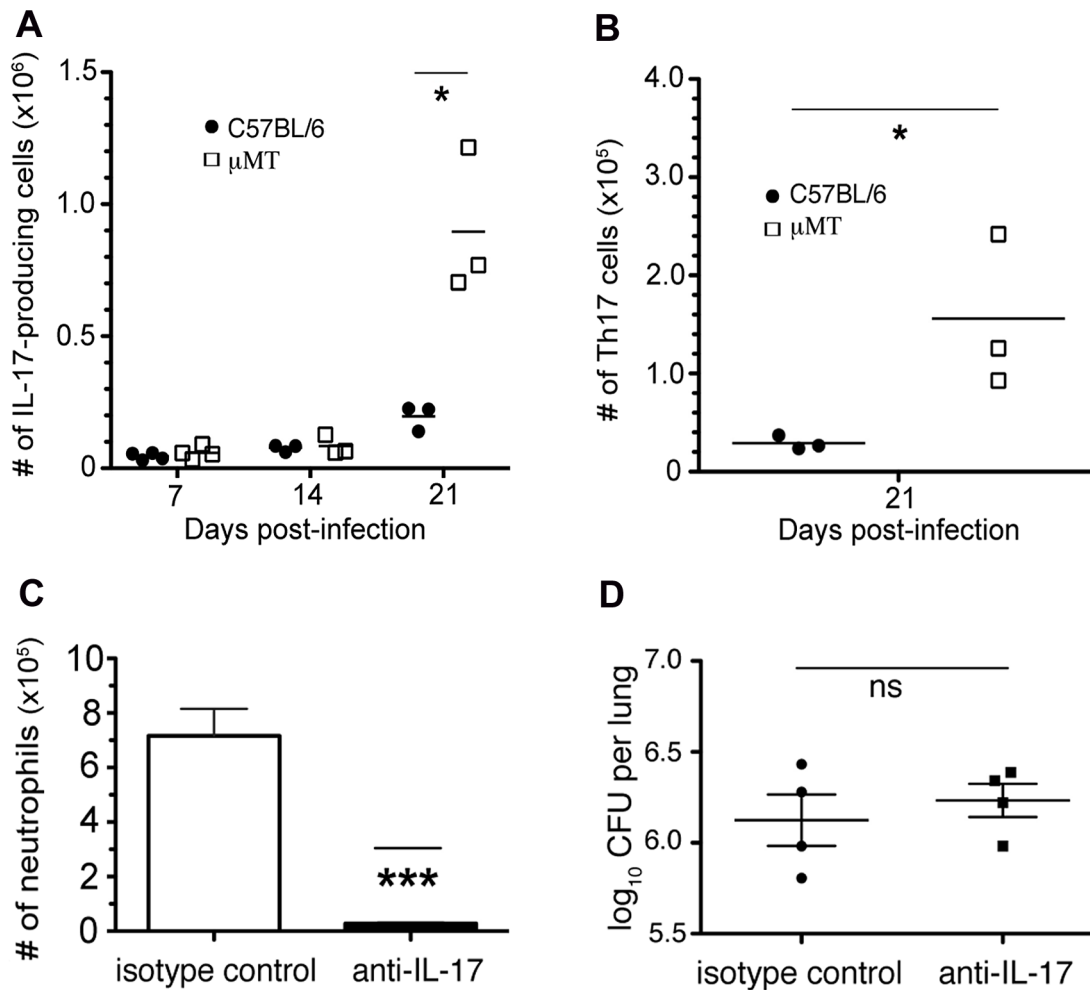 A
# of IL-17-producing cells (x10⁶)
1.5
1.0
0.5
0
C57BL/6
µMT
*
7
14
21
Days post-infection
B
# of Th17 cells (x10⁵)
4.0
3.0
2.0
1.0
0
*
C57BL/6
µMT
21
Days post-infection
C
# of neutrophils (x10⁵)
10
8
6
4
2
0
***
isotype control
anti-IL-17
D
log₁₀ CFU per lung
7.0
6.5
6.0
5.5
ns
isotype control
anti-IL-17